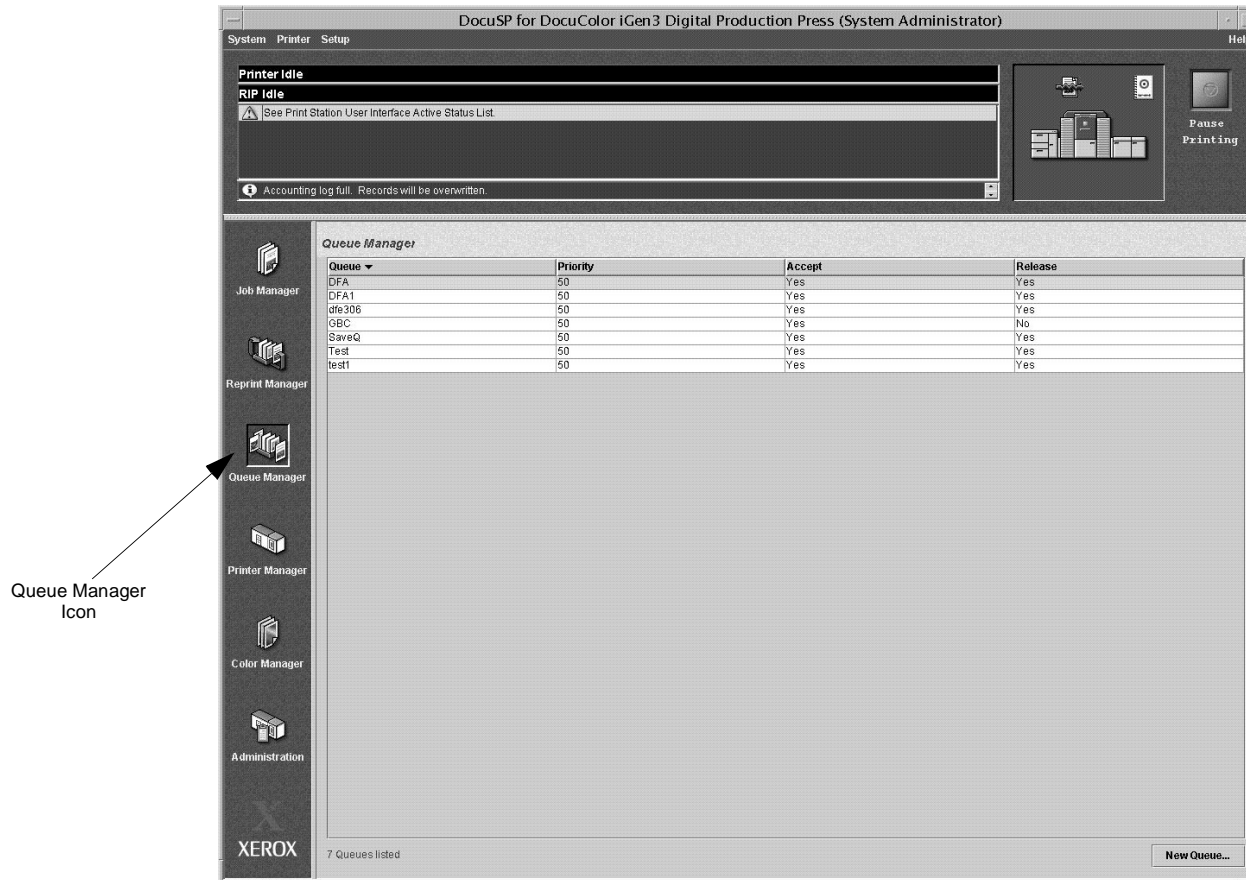 DocuSP for DocuColor iGen3 Digital Production Press (System Administrator)
System Printer Setup Hel
Printer Idle
RIP Idle
See Print Station User Interface Active Status List.
Accounting log full. Records will be overwritten.
Pause
Printing
Job Manager
Reprint Manager
Queue Manager
Printer Manager
Color Manager
Administration
XEROX
Queue Manager
Queue Priority Accept Release
DFA 50 Yes Yes
DFA1 50 Yes Yes
dfe306 50 Yes Yes
GBC 50 Yes No
SaveQ 50 Yes Yes
Test 50 Yes Yes
test1 50 Yes Yes
7 Queues listed
New Queue...
Queue Manager
Icon